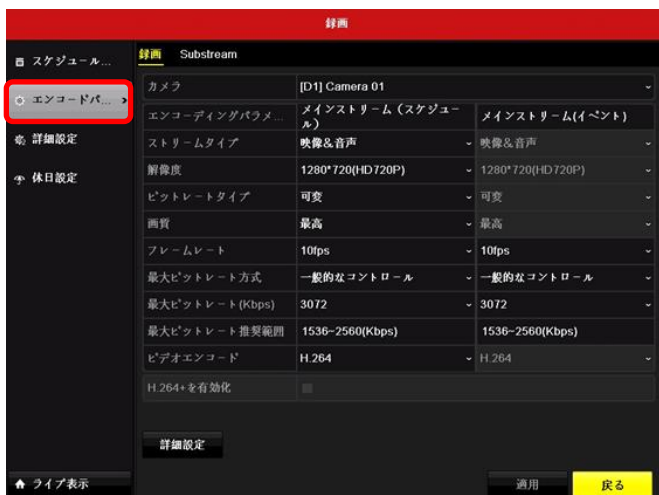 録画
スケジュール...
エンコードパ... >
詳細設定
休日設定
録画 Substream
カメラ [D1] Camera 01
エンコーディングパラメ... メインストリーム (スケジュール) メインストリーム(イベント)
ストリームタイプ 映像&音声 映像&音声
解像度 1280*720(HD720P) 1280*720(HD720P)
ビットレートタイプ 可変 可変
画質 最高 最高
フレームレート 10fps 10fps
最大ビットレート方式 一般的なコントロール 一般的なコントロール
最大ビットレート(Kbps) 3072 3072
最大ビットレート推奨範囲 1536~2560(Kbps) 1536~2560(Kbps)
ビデオエンコード H.264 H.264
H.264+を有効化
詳細設定
ライブ表示 適用 戻る